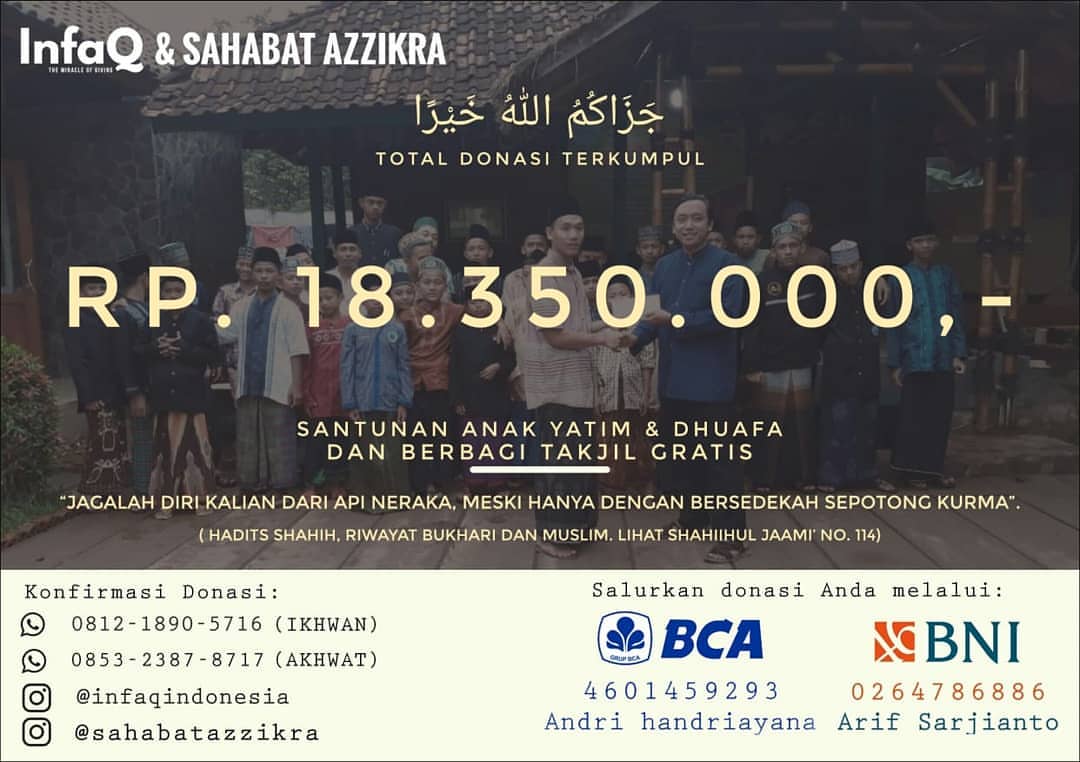 InfaQ & SAHABAT AZZIKRA
THE MIRACLE OF GIVING
جَزَاكُمُ اللهُ خَيْرًا
TOTAL DONASI TERKUMPUL
RP. 18.350.000,-
SANTUNAN ANAK YATIM & DHUAFA
DAN BERBAGI TAKJIL GRATIS
“JAGALAH DIRI KALIAN DARI API NERAKA, MESKI HANYA DENGAN BERSEDEKAH SEPOTONG KURMA”.
( HADITS SHAHIH, RIWAYAT BUKHARI DAN MUSLIM. LIHAT SHAHIIHUL JAAMI’ NO. 114)
Konfirmasi Donasi:
0812-1890-5716 (IKHWAN)
0853-2387-8717 (AKHWAT)
@infaqindonesia
@sahabatazzikra
Salurkan donasi Anda melalui:
GRUP BCA
BCA
4601459293
Andri handriayana
BNI
0264786886
Arif Sarjianto